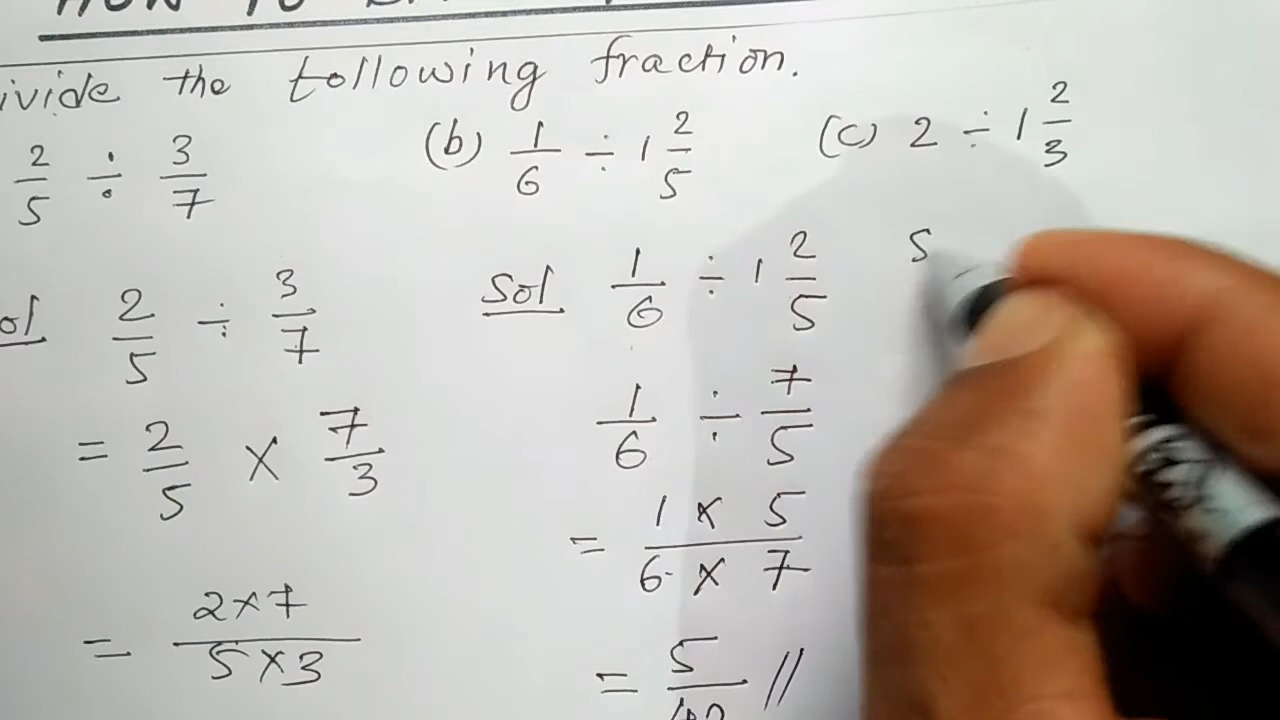 ivide the following fraction.
2/5 ÷ 3/7
(b) 1/6 ÷ 1 2/5
(c) 2 ÷ 1 2/3
ol 2/5 ÷ 3/7
= 2/5 × 7/3
= 2×7/5×3
Sol 1/6 ÷ 1 2/5
1/6 ÷ 7/5
= 1 × 5/6 × 7
= 5/42 //
S